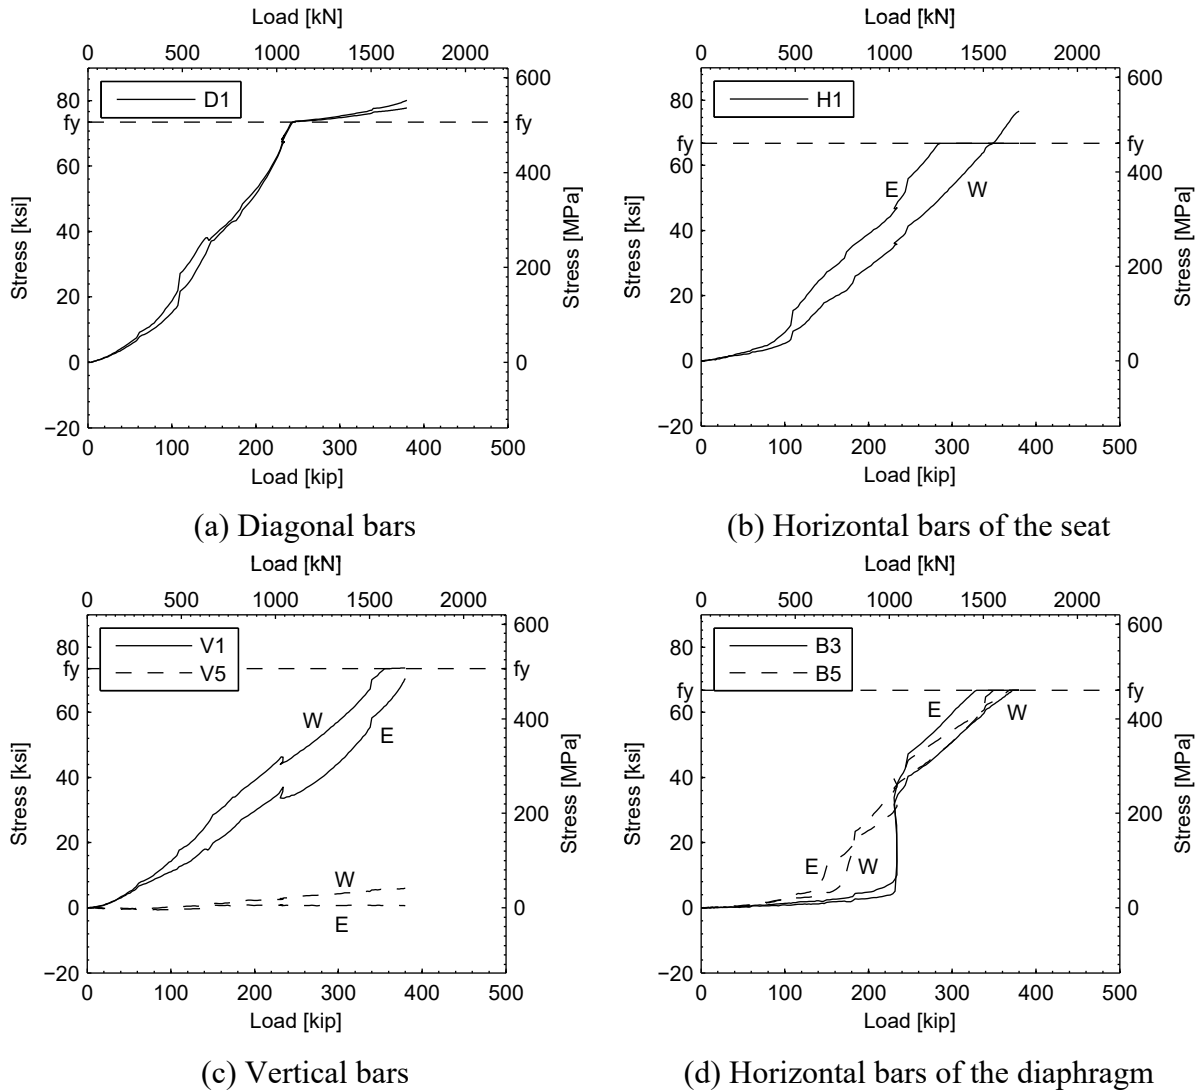 Load [kN]
0 500 1000 1500 2000
80
fy
60
40
20
0
−20
Stress [ksi]
D1
600
fy
400
200
0
Stress [MPa]
0 100 200 300 400 500
Load [kip]
(a) Diagonal bars
Load [kN]
0 500 1000 1500 2000
80
fy
60
40
20
0
−20
Stress [ksi]
H1
E
W
600
fy
400
200
0
Stress [MPa]
0 100 200 300 400 500
Load [kip]
(b) Horizontal bars of the seat
Load [kN]
0 500 1000 1500 2000
80
fy
60
40
20
0
−20
Stress [ksi]
V1
V5
W
E
W
E
600
fy
400
200
0
Stress [MPa]
0 100 200 300 400 500
Load [kip]
(c) Vertical bars
Load [kN]
0 500 1000 1500 2000
80
fy
60
40
20
0
−20
Stress [ksi]
B3
B5
E
W
E
W
600
fy
400
200
0
Stress [MPa]
0 100 200 300 400 500
Load [kip]
(d) Horizontal bars of the diaphragm